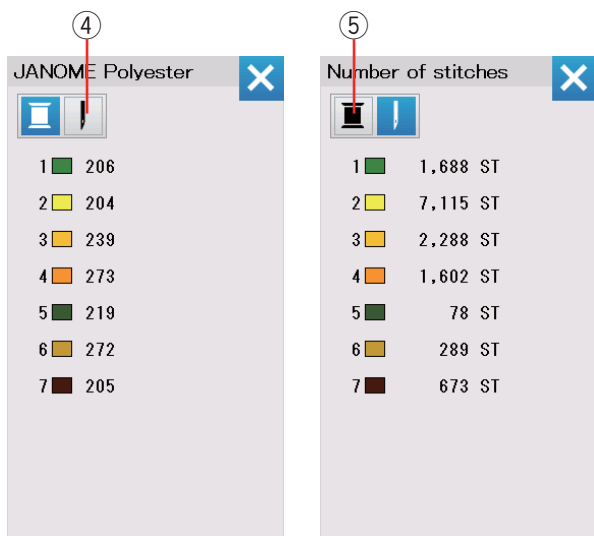 ④
JANOME Polyester
1 206
2 204
3 239
4 273
5 219
6 272
7 205
⑤
Number of stitches
1 1,688 ST
2 7,115 ST
3 2,288 ST
4 1,602 ST
5 78 ST
6 289 ST
7 673 ST